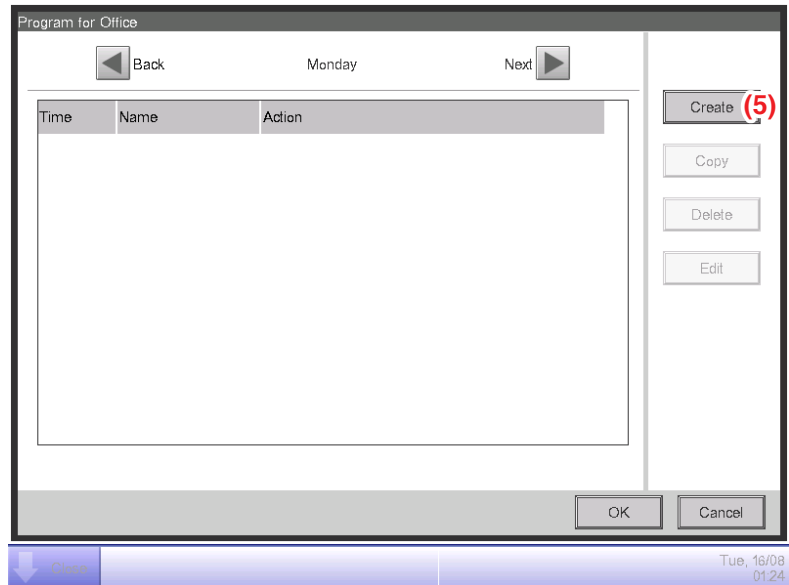 Program for Office
Back Monday Next
Create (5)
Time Name Action
Copy
Delete
Edit
OK Cancel
Close
Tue, 16/08
01:24